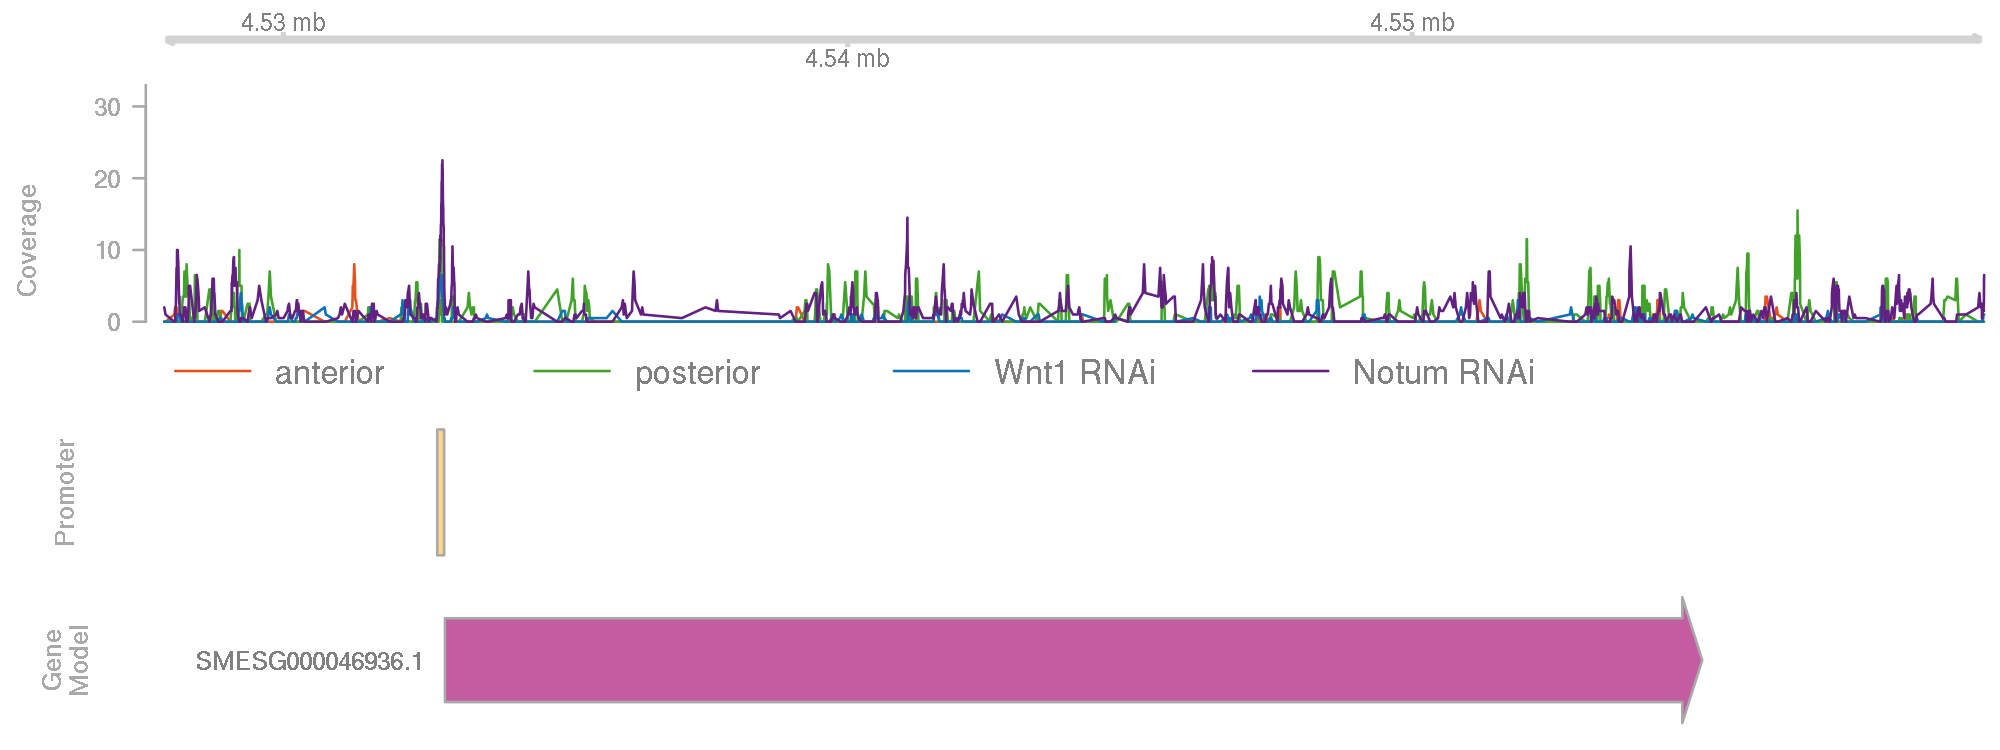 4.53 mb
4.55 mb
4.54 mb
Coverage
30
20
10
0
anterior
posterior
Wnt1 RNAi
Notum RNAi
Promoter
Gene
Model
SMESG000046936.1